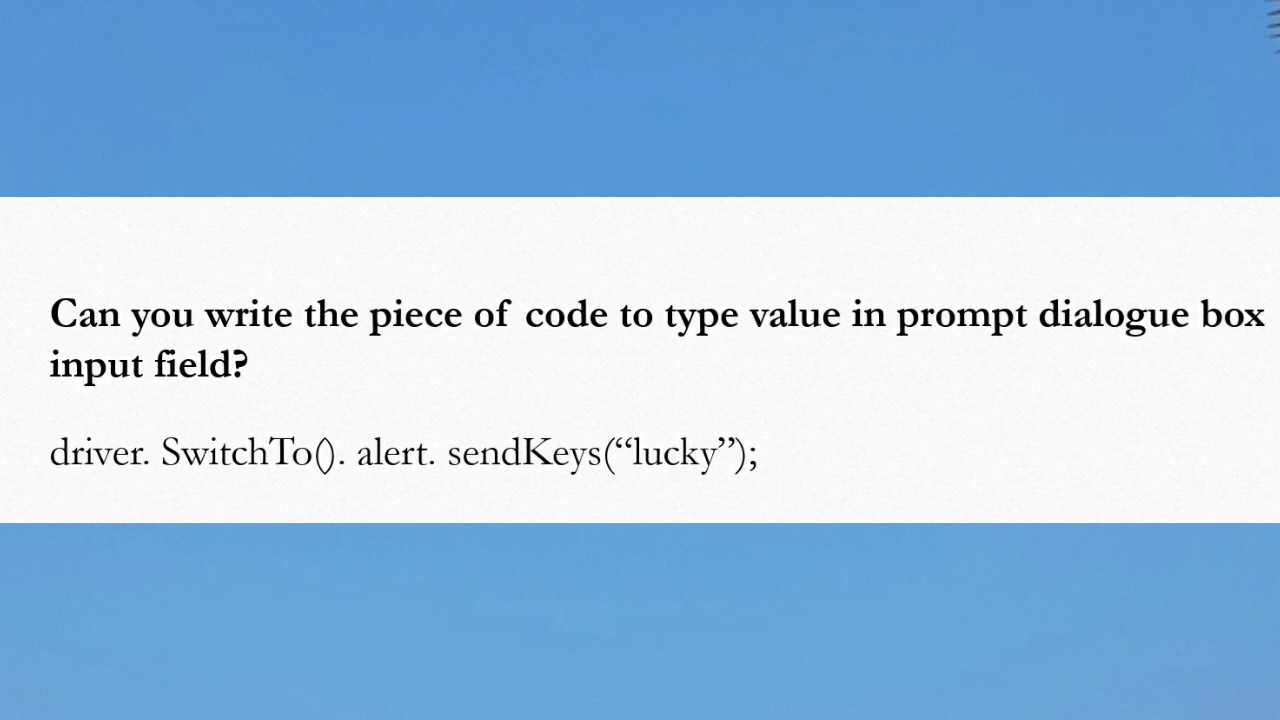 Can you write the piece of code to type value in prompt dialogue box
input field?
driver. SwitchTo(). alert. sendKeys(“lucky”);